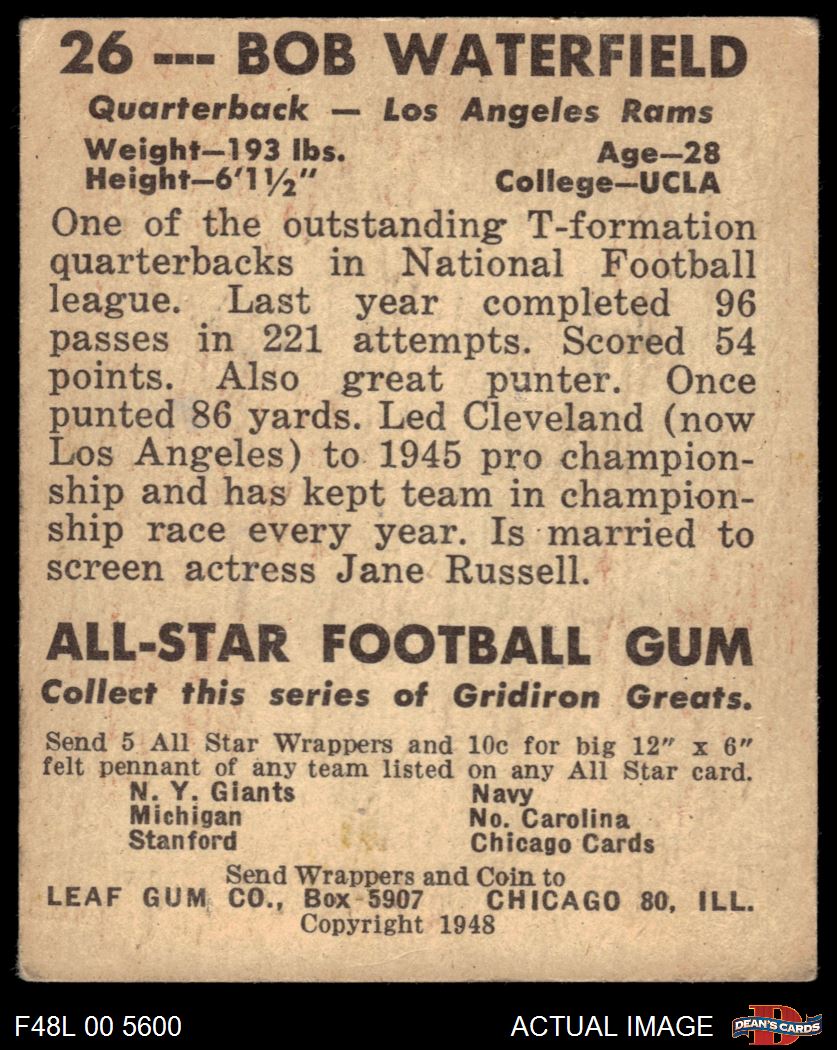 26 --- BOB WATERFIELD
Quarterback — Los Angeles Rams
Weight—193 lbs. Age—28
Height—6'1½" College—UCLA
One of the outstanding T-formation
quarterbacks in National Football
league. Last year completed 96
passes in 221 attempts. Scored 54
points. Also great punter. Once
punted 86 yards. Led Cleveland (now
Los Angeles) to 1945 pro champion-
ship and has kept team in champion-
ship race every year. Is married to
screen actress Jane Russell.
ALL-STAR FOOTBALL GUM
Collect this series of Gridiron Greats.
Send 5 All Star Wrappers and 10c for big 12" x 6"
felt pennant of any team listed on any All Star card.
N. Y. Giants Navy
Michigan No. Carolina
Stanford Chicago Cards
Send Wrappers and Coin to
LEAF GUM CO., Box 5907 CHICAGO 80, ILL.
Copyright 1948
F48L 00 5600 ACTUAL IMAGE D DEAN'S CARDS